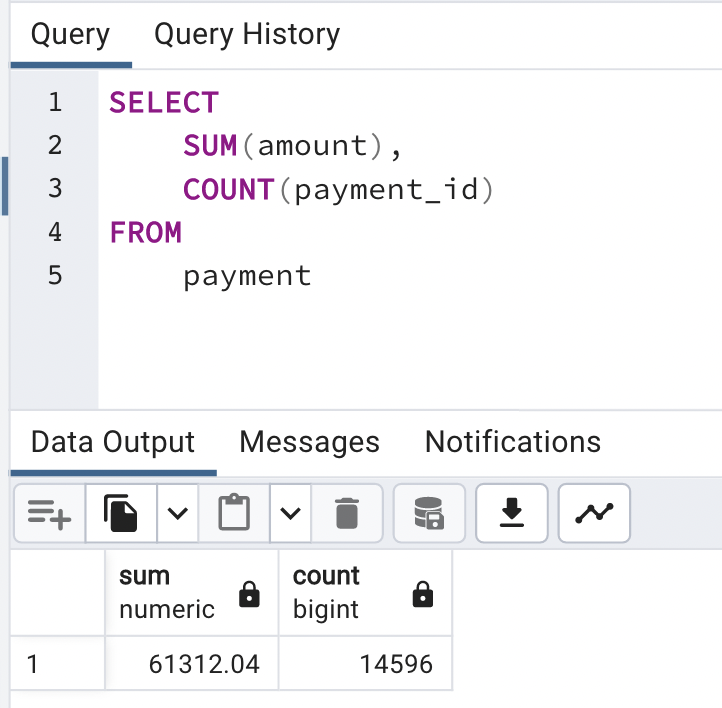 Query Query History
1 SELECT
2 SUM(amount),
3 COUNT(payment_id)
4 FROM
5 payment
Data Output Messages Notifications
sum count
numeric bigint
1 61312.04 14596